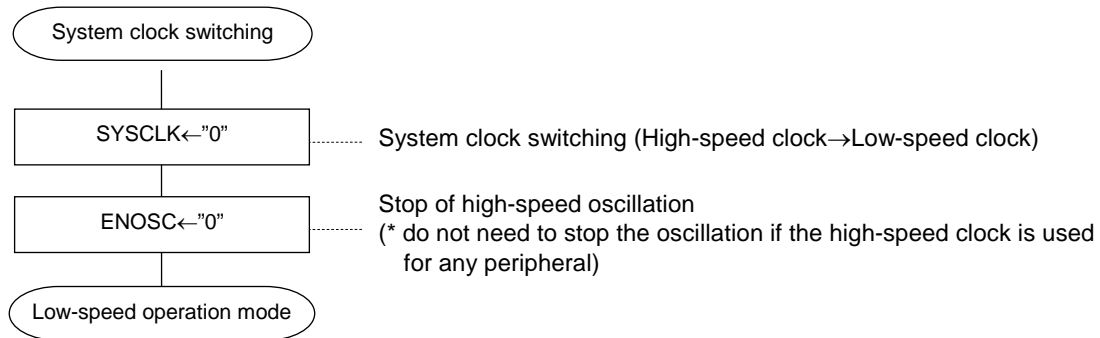 System clock switching
SYSCLK←”0”
System clock switching (High-speed clock→Low-speed clock)
ENOSC←”0”
Stop of high-speed oscillation
(* do not need to stop the oscillation if the high-speed clock is used
for any peripheral)
Low-speed operation mode